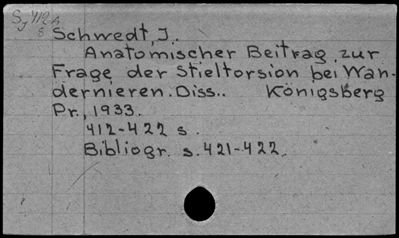 Schwedt, J.
Anatomischer Beitrag zur
Frage der Stieltorsion bei Wan-
dernieren. Diss.. Königsberg
Pr., 1933.
412-422 s.
Bibliogr. s. 421-422.